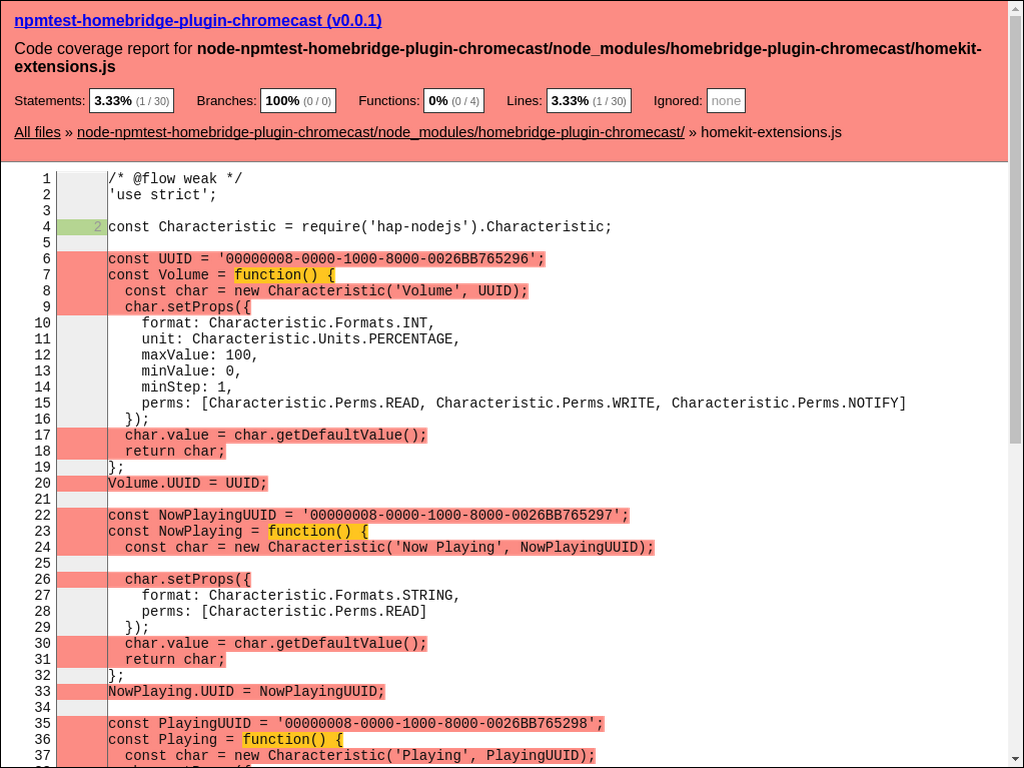 npmtest-homebridge-plugin-chromecast (v0.0.1)
Code coverage report for node-npmtest-homebridge-plugin-chromecast/node_modules/homebridge-plugin-chromecast/homekit-
extensions.js
Statements: 3.33% (1 / 30) Branches: 100% (0 / 0) Functions: 0% (0 / 4) Lines: 3.33% (1 / 30) Ignored: none
All files » node-npmtest-homebridge-plugin-chromecast/node_modules/homebridge-plugin-chromecast/ » homekit-extensions.js
1 /* @flow weak */
2 'use strict';
3
4 2 const Characteristic = require('hap-nodejs').Characteristic;
5
6 const UUID = '00000008-0000-1000-8000-0026BB765296';
7 const Volume = function() {
8 const char = new Characteristic('Volume', UUID);
9 char.setProps({
10 format: Characteristic.Formats.INT,
11 unit: Characteristic.Units.PERCENTAGE,
12 maxValue: 100,
13 minValue: 0,
14 minStep: 1,
15 perms: [Characteristic.Perms.READ, Characteristic.Perms.WRITE, Characteristic.Perms.NOTIFY]
16 });
17 char.value = char.getDefaultValue();
18 return char;
19 };
20 Volume.UUID = UUID;
21
22 const NowPlayingUUID = '00000008-0000-1000-8000-0026BB765297';
23 const NowPlaying = function() {
24 const char = new Characteristic('Now Playing', NowPlayingUUID);
25
26 char.setProps({
27 format: Characteristic.Formats.STRING,
28 perms: [Characteristic.Perms.READ]
29 });
30 char.value = char.getDefaultValue();
31 return char;
32 };
33 NowPlaying.UUID = NowPlayingUUID;
34
35 const PlayingUUID = '00000008-0000-1000-8000-0026BB765298';
36 const Playing = function() {
37 const char = new Characteristic('Playing', PlayingUUID);